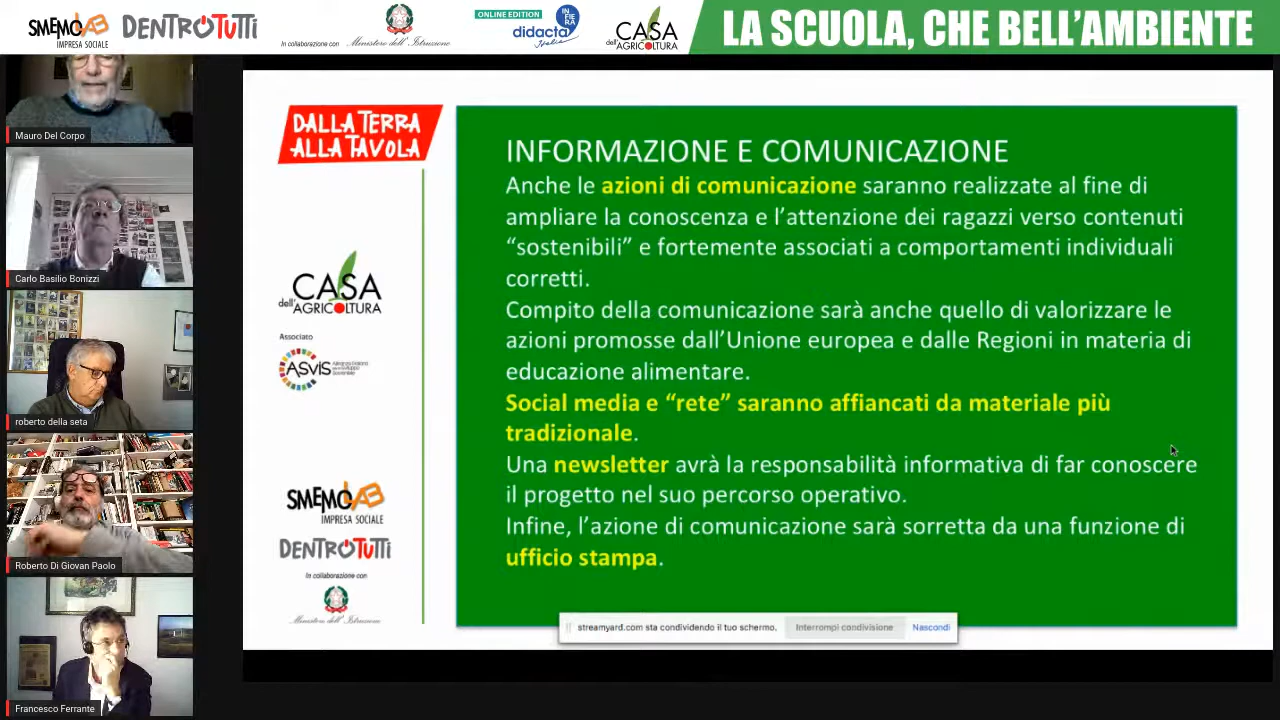 SMEMOLAB
IMPRESA SOCIALE
DENTROTUTTI
In collaborazione con
Ministero dell'Istruzione
ONLINE EDITION
didacta
Italia
IN FIERA
CASA
dell'AGRICOLTURA
LA SCUOLA, CHE BELL'AMBIENTE
Mauro Del Corpo
Carlo Basilio Bonizzi
roberto della seta
Roberto Di Giovan Paolo
Francesco Ferrante
DALLA TERRA
ALLA TAVOLA
CASA
dell'AGRICOLTURA
Associato
ASVIS
SMEMOLAB
IMPRESA SOCIALE
DENTROTUTTI
In collaborazione con
Ministero dell'Istruzione
INFORMAZIONE E COMUNICAZIONE
Anche le azioni di comunicazione saranno realizzate al fine di
ampliare la conoscenza e l'attenzione dei ragazzi verso contenuti
“sostenibili” e fortemente associati a comportamenti individuali
corretti.
Compito della comunicazione sarà anche quello di valorizzare le
azioni promosse dall'Unione europea e dalle Regioni in materia di
educazione alimentare.
Social media e “rete” saranno affiancati da materiale più
tradizionale.
Una newsletter avrà la responsabilità informativa di far conoscere
il progetto nel suo percorso operativo.
Infine, l'azione di comunicazione sarà sorretta da una funzione di
ufficio stampa.
streamyard.com sta condividendo il tuo schermo. Interrompi condivisione Nascondi